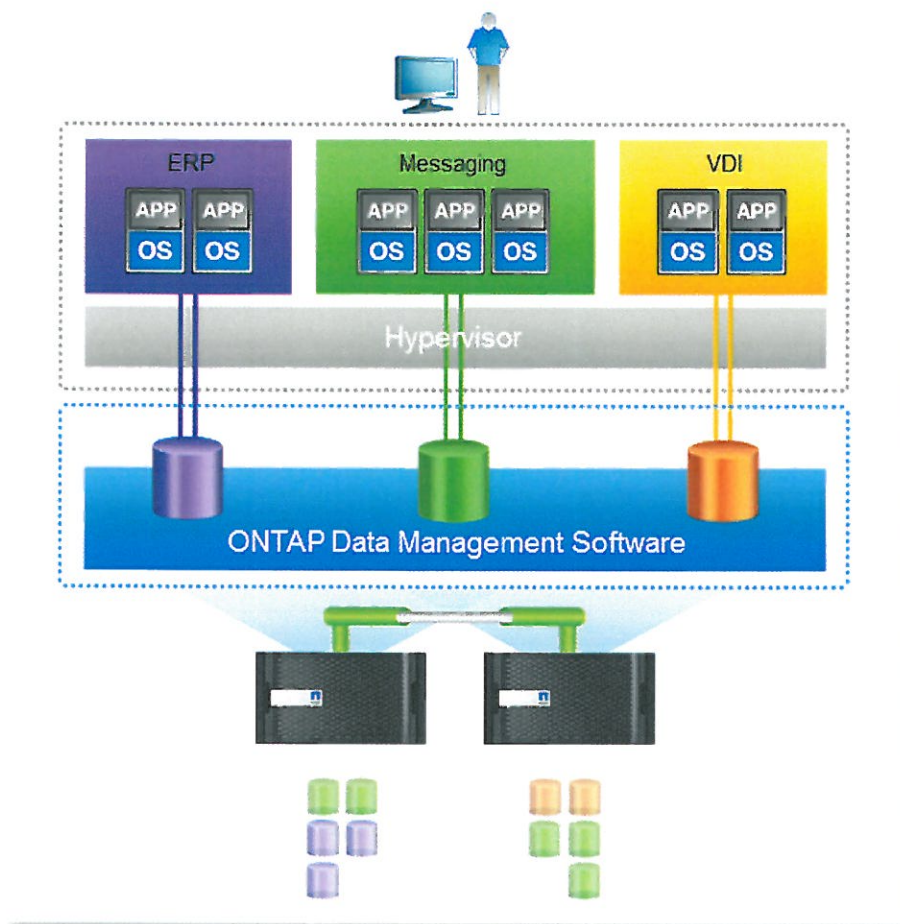 ERP
Messaging
VDI
APP APP
APP APP APP
APP APP
OS OS
OS OS OS
OS OS
Hypervisor
ONTAP Data Management Software